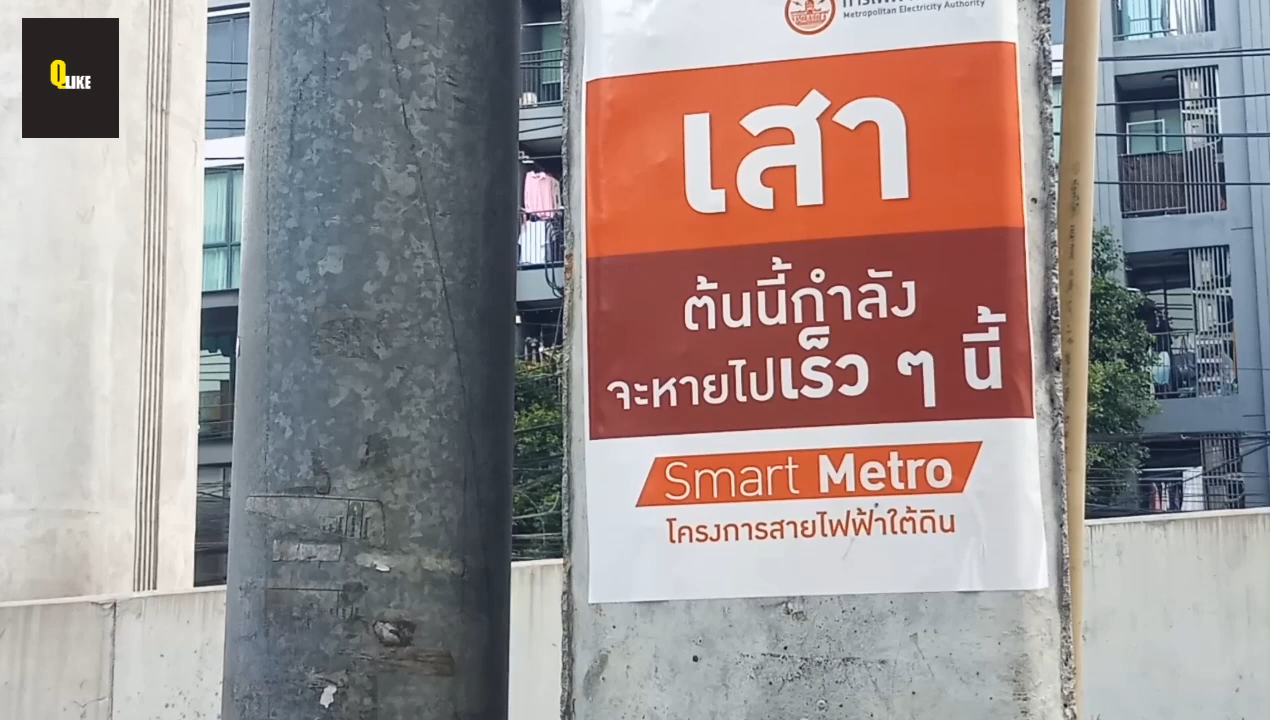 QLIKE
Metropolitan Electricity Authority
เสา
ต้นนี้กำลัง
จะหายไปเร็ว ๆ นี้
Smart Metro
โครงการสายไฟฟ้าใต้ดิน